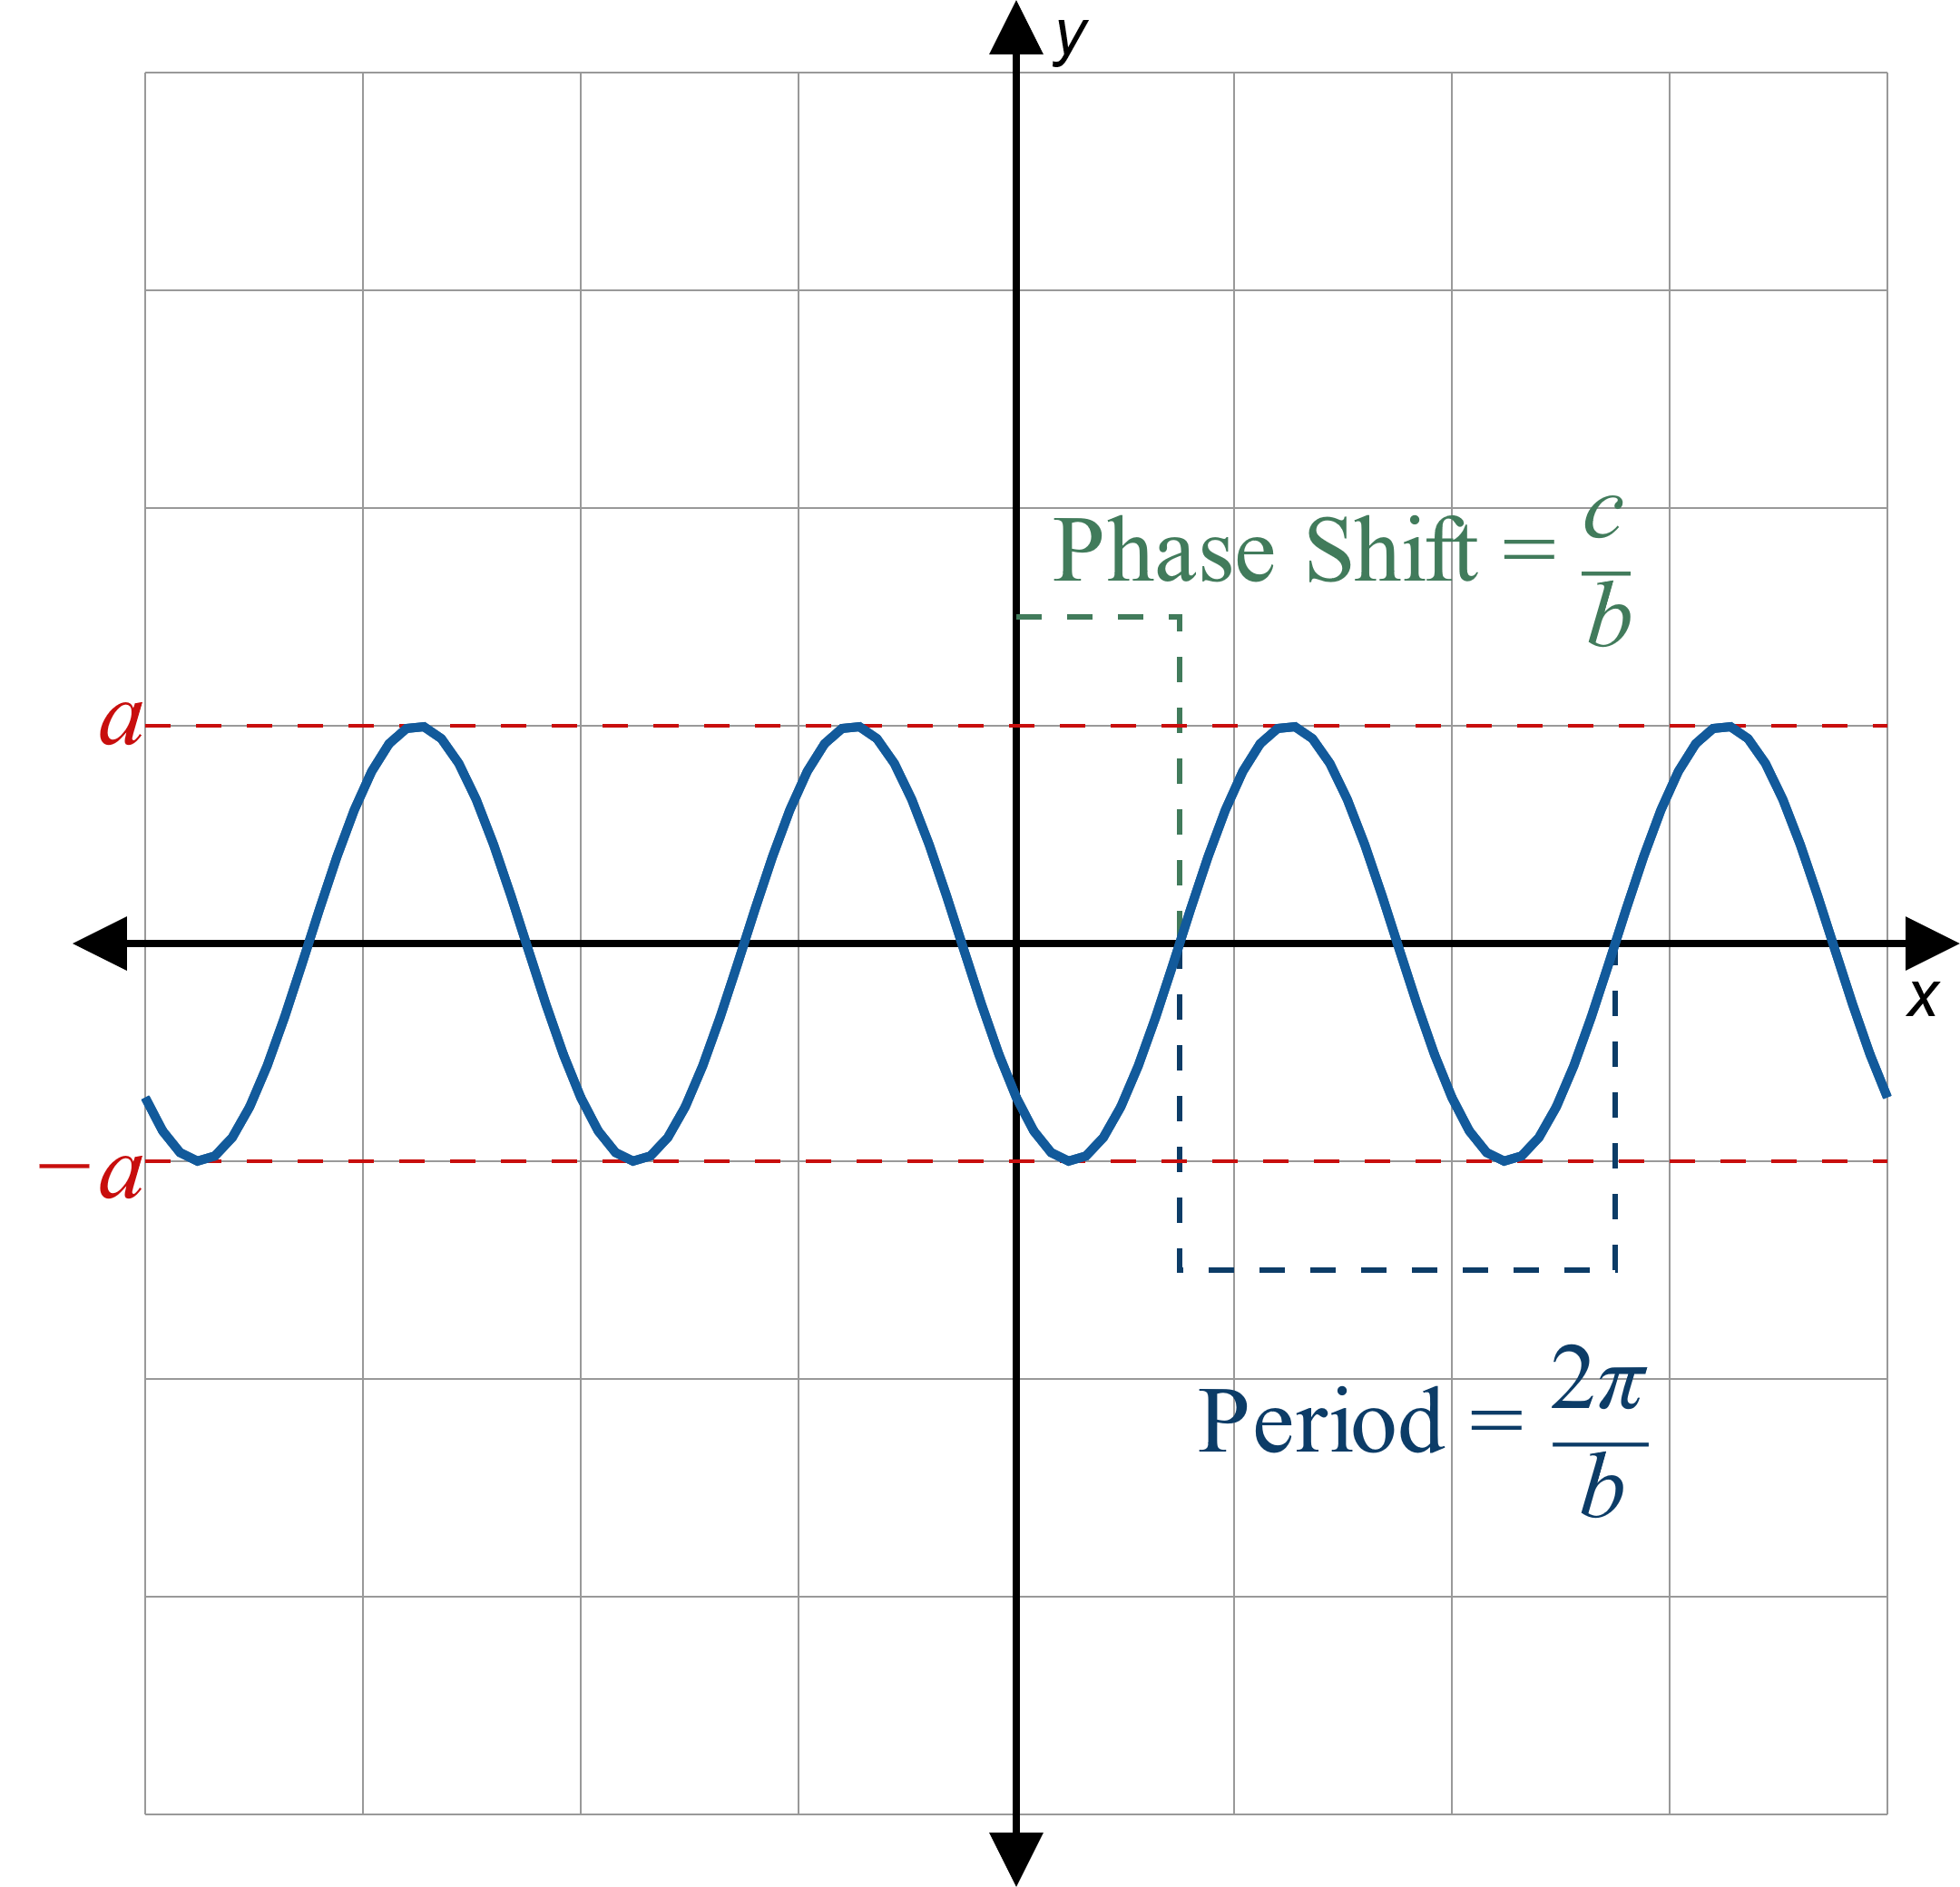 y
Phase Shift = c/b
a
x
−a
Period = 2π/b